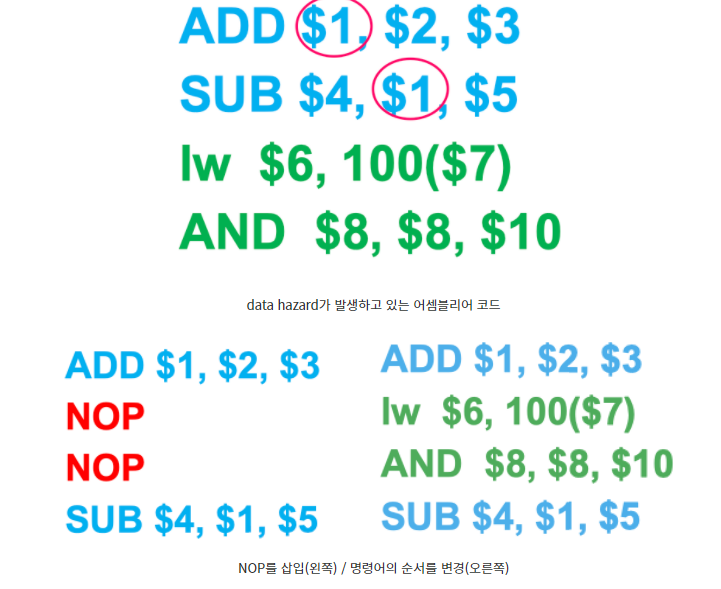 ADD $1, $2, $3
SUB $4, $1, $5
lw $6, 100($7)
AND $8, $8, $10
data hazard가 발생하고 있는 어셈블리어 코드
ADD $1, $2, $3
NOP
NOP
SUB $4, $1, $5
ADD $1, $2, $3
lw $6, 100($7)
AND $8, $8, $10
SUB $4, $1, $5
NOP를 삽입(왼쪽) / 명령어의 순서를 변경(오른쪽)